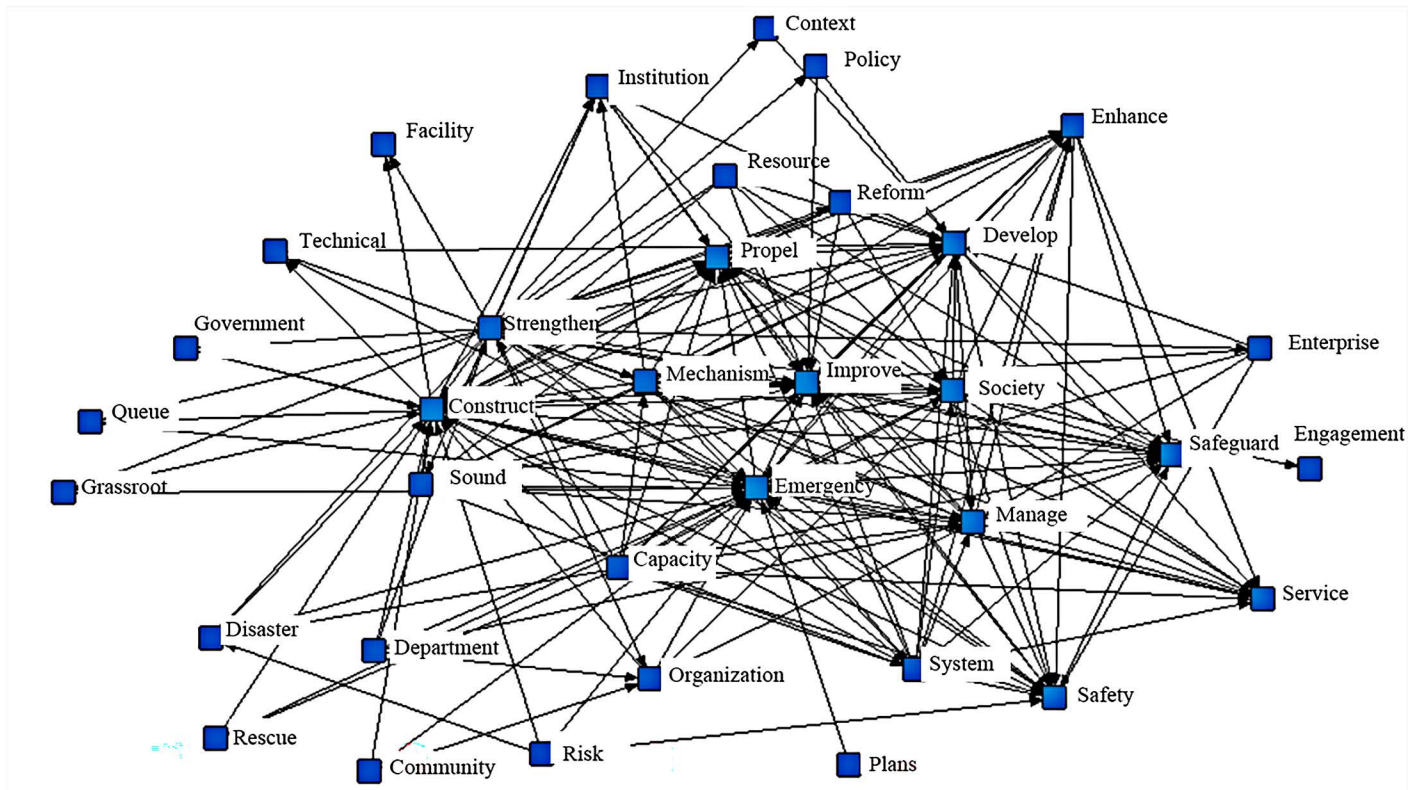 Context
Policy
Institution
Enhance
Facility
Resource
Reform
Technical
Propel
Develop
Government
Strengthen
Enterprise
Mechanism
Improve
Society
Queue
Construct
Safeguard
Engagement
Grassroot
Sound
Emergency
Manage
Capacity
Service
Disaster
Department
Organization
System
Safety
Rescue
Community
Risk
Plans